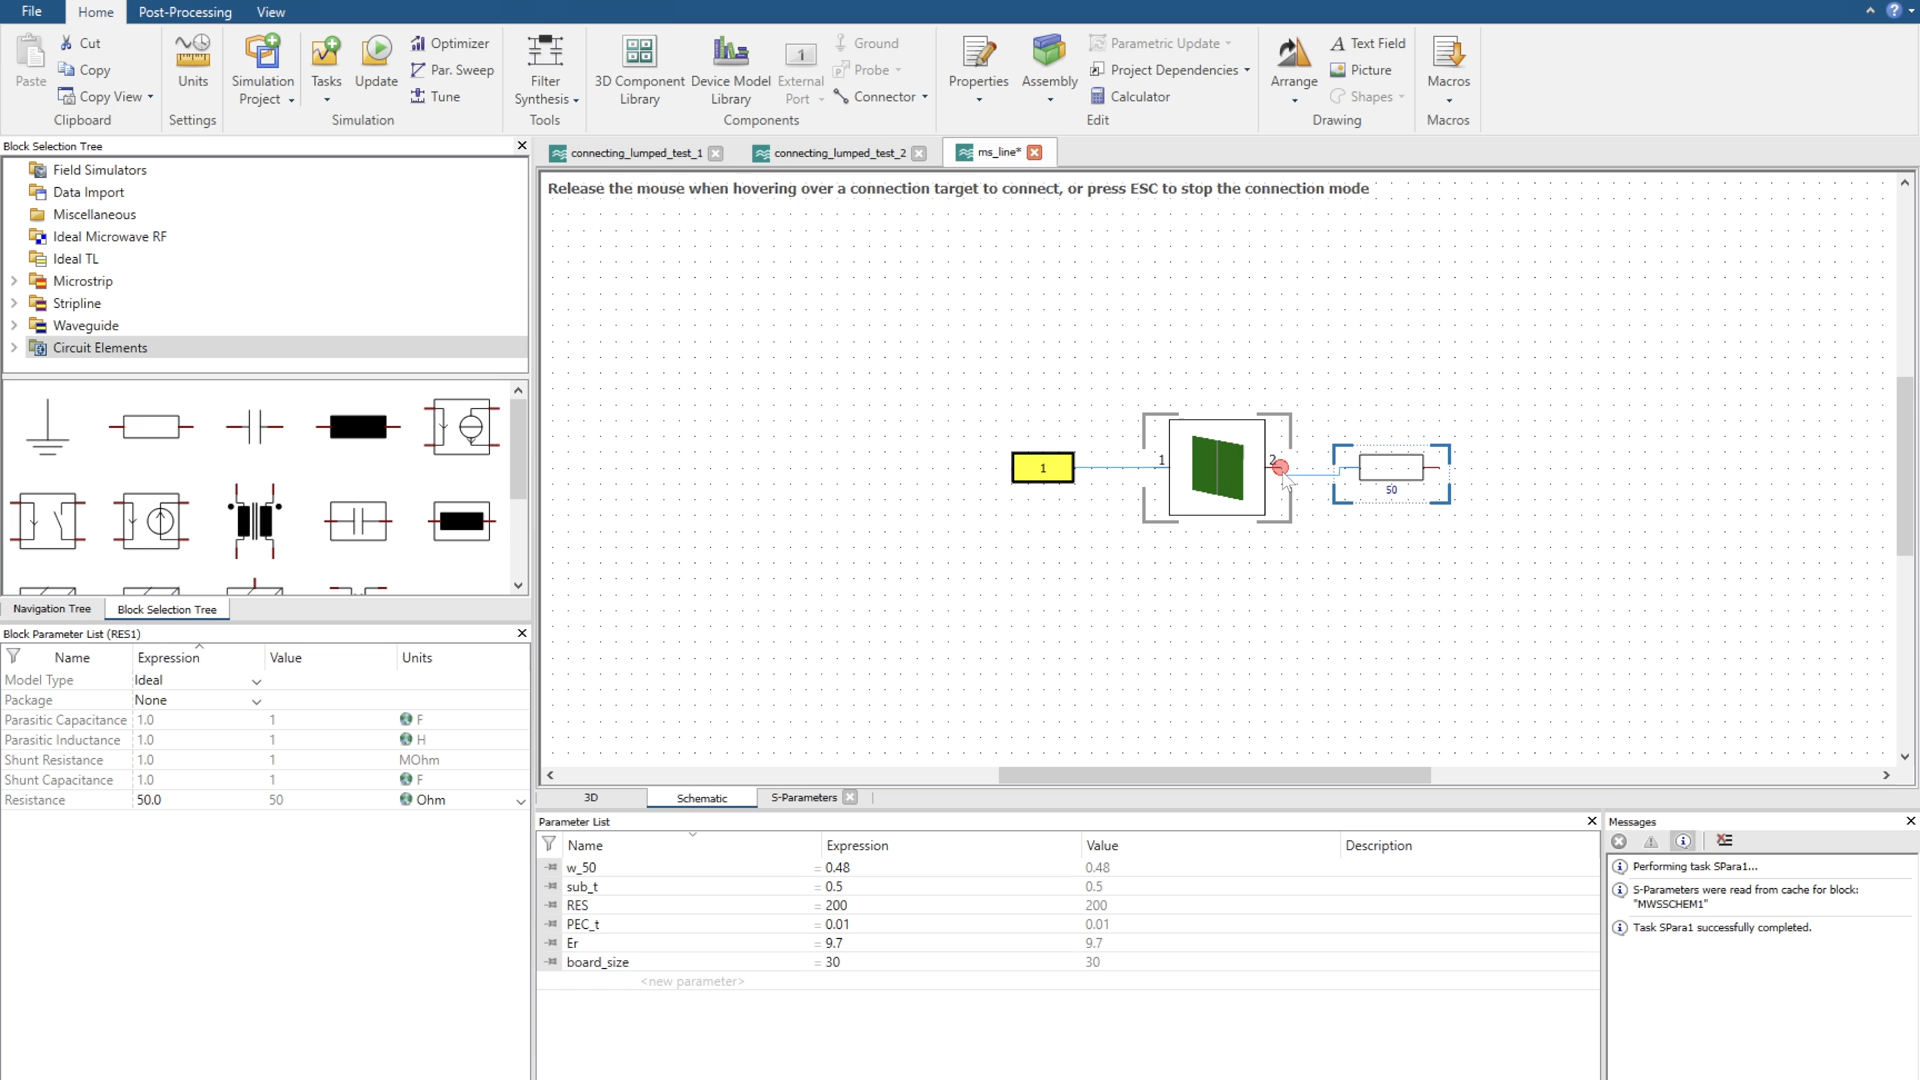 File
Home
Post-Processing
View
Paste
Cut
Copy
Copy View
Clipboard
Units
Settings
Simulation
Project
Tasks
Update
Optimizer
Par. Sweep
Tune
Simulation
Filter
Synthesis
Tools
3D Component
Library
Device Model
Library
1
External
Port
Ground
Probe
Connector
Components
Properties
Assembly
Parametric Update
Project Dependencies
Calculator
Edit
Arrange
A Text Field
Picture
Shapes
Drawing
Macros
Macros
Block Selection Tree
Field Simulators
Data Import
Miscellaneous
Ideal Microwave RF
Ideal TL
Microstrip
Stripline
Waveguide
Circuit Elements
Navigation Tree
Block Selection Tree
Block Parameter List (RES1)
Name Expression Value Units
Model Type Ideal
Package None
Parasitic Capacitance 1.0 1 F
Parasitic Inductance 1.0 1 H
Shunt Resistance 1.0 1 MOhm
Shunt Capacitance 1.0 1 F
Resistance 50.0 50 Ohm
connecting_lumped_test_1
connecting_lumped_test_2
ms_line*
Release the mouse when hovering over a connection target to connect, or press ESC to stop the connection mode
1
1
2
50
3D
Schematic
S-Parameters
Parameter List
Name Expression Value Description
w_50 = 0.48 0.48
sub_t = 0.5 0.5
RES = 200 200
PEC_t = 0.01 0.01
Er = 9.7 9.7
board_size = 30 30
<new parameter>
Messages
Performing task SPara1...
S-Parameters were read from cache for block:
"MWSSCHEM1"
Task SPara1 successfully completed.